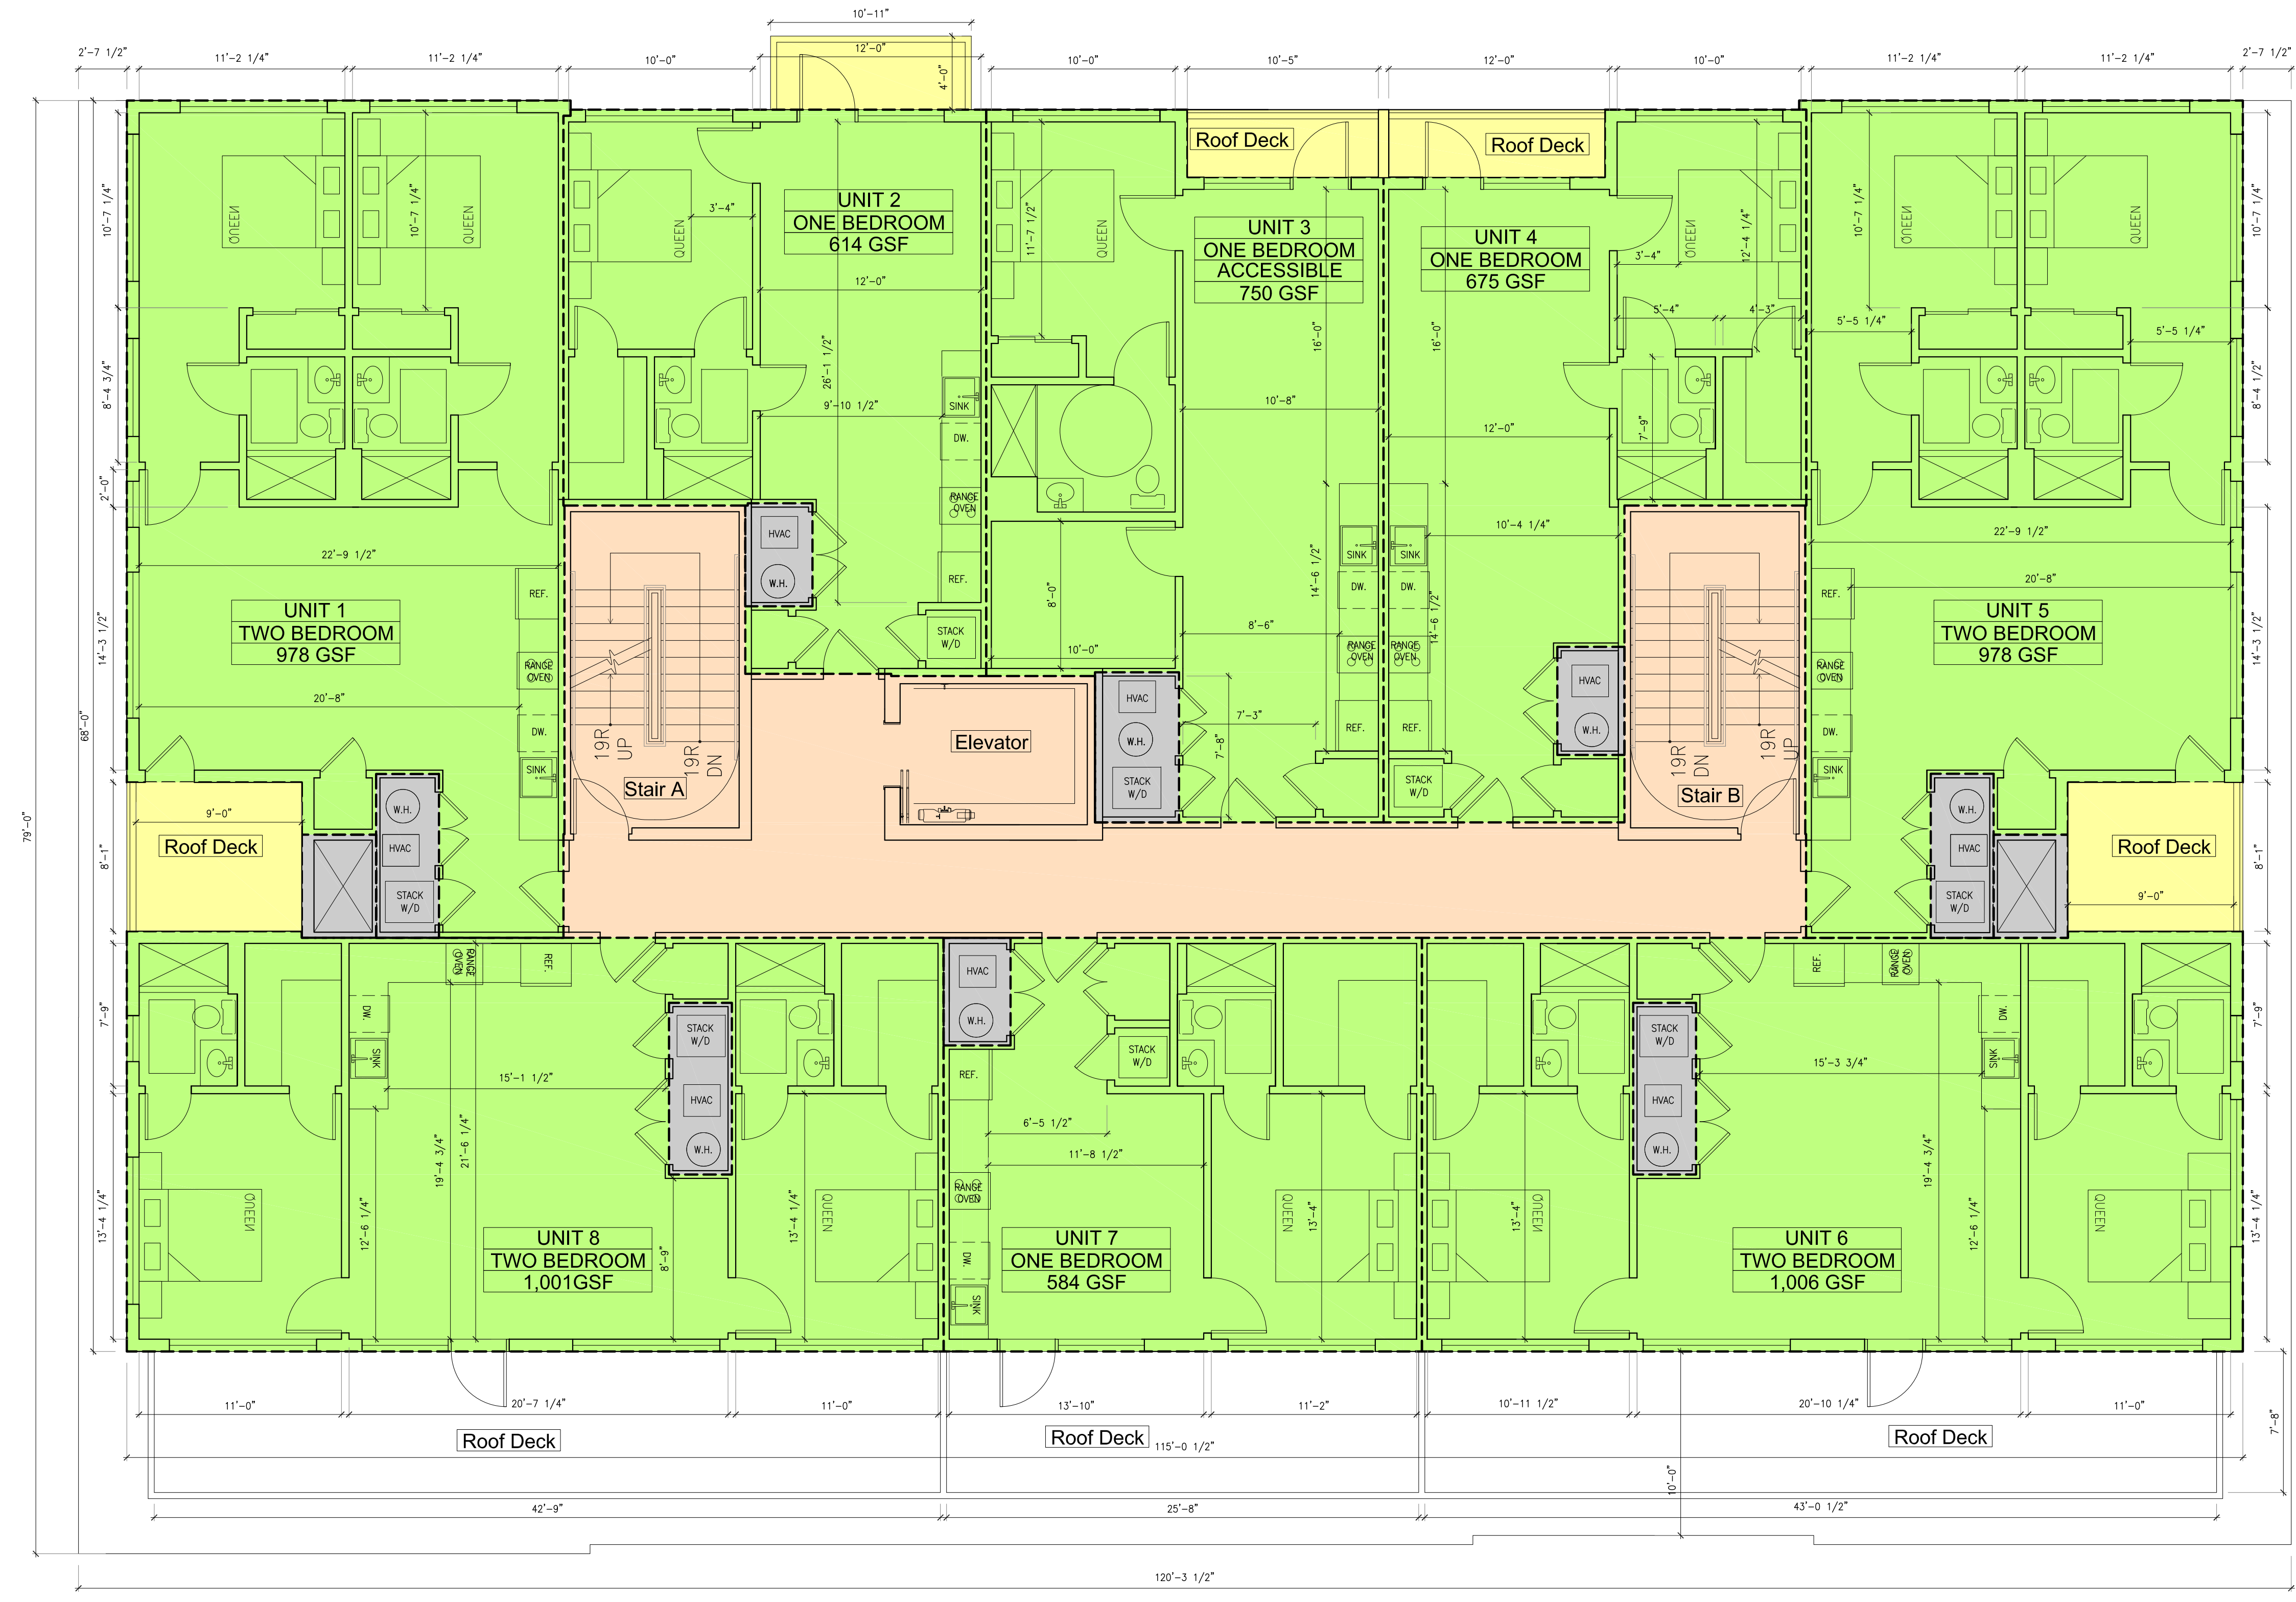 10'-11"
2'-7 1/2"
11'-2 1/4"
11'-2 1/4"
10'-0"
12'-0"
10'-0"
10'-5"
12'-0"
10'-0"
11'-2 1/4"
11'-2 1/4"
2'-7 1/2"
4'-0"
Roof Deck
Roof Deck
10'-7 1/4"
QUEEN
10'-7 1/4"
QUEEN
3'-4"
QUEEN
UNIT 2
ONE BEDROOM
614 GSF
12'-0"
11'-7 1/2"
QUEEN
UNIT 3
ONE BEDROOM
ACCESSIBLE
750 GSF
16'-0"
UNIT 4
ONE BEDROOM
675 GSF
16'-0"
3'-4"
QUEEN
12'-4 1/4"
5'-4"
4'-3"
10'-7 1/4"
QUEEN
QUEEN
10'-7 1/4"
5'-5 1/4"
5'-5 1/4"
8'-4 3/4"
26'-1 1/2"
9'-10 1/2"
SINK
DW.
RANGE
OVEN
REF.
10'-8"
12'-0"
7'-9"
8'-4 1/2"
2'-0"
22'-9 1/2"
HVAC
W.H.
STACK
W/D
8'-0"
10'-0"
14'-6 1/2"
8'-6"
SINK
DW.
RANGE
OVEN
REF.
SINK
DW.
RANGE
OVEN
REF.
14'-6 1/2"
10'-4 1/4"
HVAC
W.H.
22'-9 1/2"
20'-8"
REF.
RANGE
OVEN
DW.
SINK
UNIT 5
TWO BEDROOM
978 GSF
14'-3 1/2"
14'-3 1/2"
UNIT 1
TWO BEDROOM
978 GSF
20'-8"
REF.
RANGE
OVEN
DW.
SINK
19R
UP
19R
DN
Stair A
Elevator
HVAC
W.H.
STACK
W/D
7'-3"
7'-8"
STACK
W/D
19R
DN
19R
UP
Stair B
68'-0"
79'-0"
8'-1"
9'-0"
Roof Deck
W.H.
HVAC
STACK
W/D
W.H.
HVAC
STACK
W/D
Roof Deck
9'-0"
8'-1"
7'-9"
RANGE
OVEN
REF.
DW.
SINK
15'-1 1/2"
STACK
W/D
HVAC
W.H.
HVAC
W.H.
REF.
STACK
W/D
6'-5 1/2"
11'-8 1/2"
STACK
W/D
HVAC
W.H.
REF.
RANGE
OVEN
DW.
SINK
15'-3 3/4"
7'-9"
13'-4 1/4"
QUEEN
12'-6 1/4"
19'-4 3/4"
21'-6 1/4"
UNIT 8
TWO BEDROOM
1,001GSF
8'-9"
13'-4 1/4"
QUEEN
RANGE
OVEN
DW.
SINK
UNIT 7
ONE BEDROOM
584 GSF
QUEEN
13'-4"
13'-4"
QUEEN
UNIT 6
TWO BEDROOM
1,006 GSF
19'-4 3/4"
12'-6 1/4"
QUEEN
13'-4 1/4"
11'-0"
20'-7 1/4"
11'-0"
13'-10"
11'-2"
10'-11 1/2"
20'-10 1/4"
11'-0"
7'-8"
Roof Deck
Roof Deck
Roof Deck
115'-0 1/2"
10'-0"
42'-9"
25'-8"
43'-0 1/2"
120'-3 1/2"